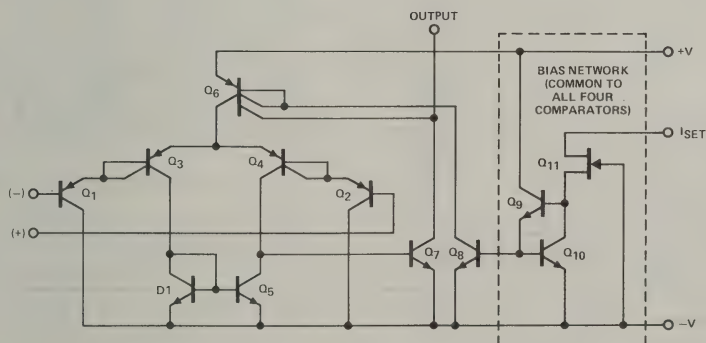 OUTPUT
+V
BIAS NETWORK
(COMMON TO
ALL FOUR
COMPARATORS)
Q6
ISET
Q3
Q4
Q11
(-)
Q1
Q2
Q9
(+)
Q7
Q8
Q10
D1
Q5
-V